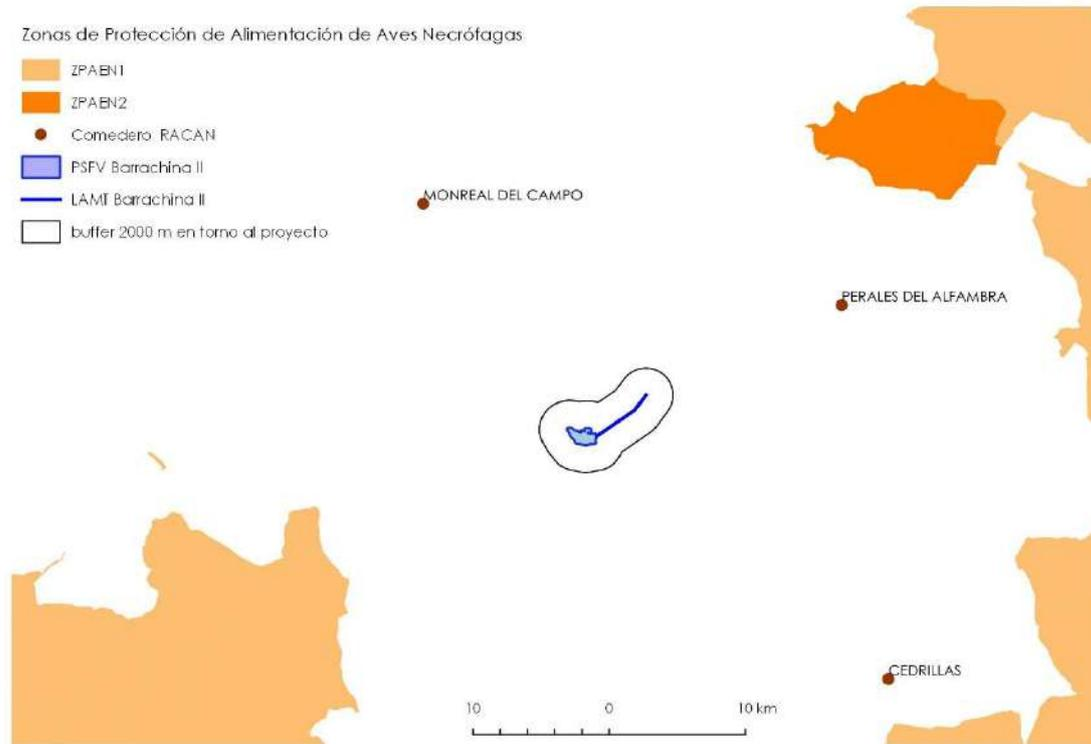 Zonas de Protección de Alimentación de Aves Necrófagas
ZPAEN1
ZPAEN2
Comedero RACAN
PSFV Barrachina II
LAMT Barrachina II
buffer 2000 m en torno al proyecto
MONREAL DEL CAMPO
PERALES DEL ALFAMBRA
CEDRILLAS
10 0 10 km